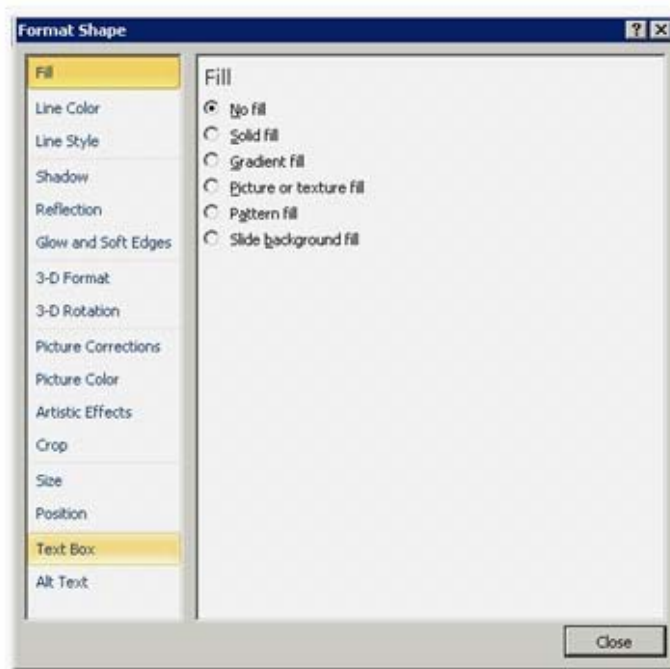 Format Shape
Fill
Line Color
Line Style
Shadow
Reflection
Glow and Soft Edges
3-D Format
3-D Rotation
Picture Corrections
Picture Color
Artistic Effects
Crop
Size
Position
Text Box
Alt Text
Fill
No fill
Solid fill
Gradient fill
Picture or texture fill
Pattern fill
Slide background fill
Close